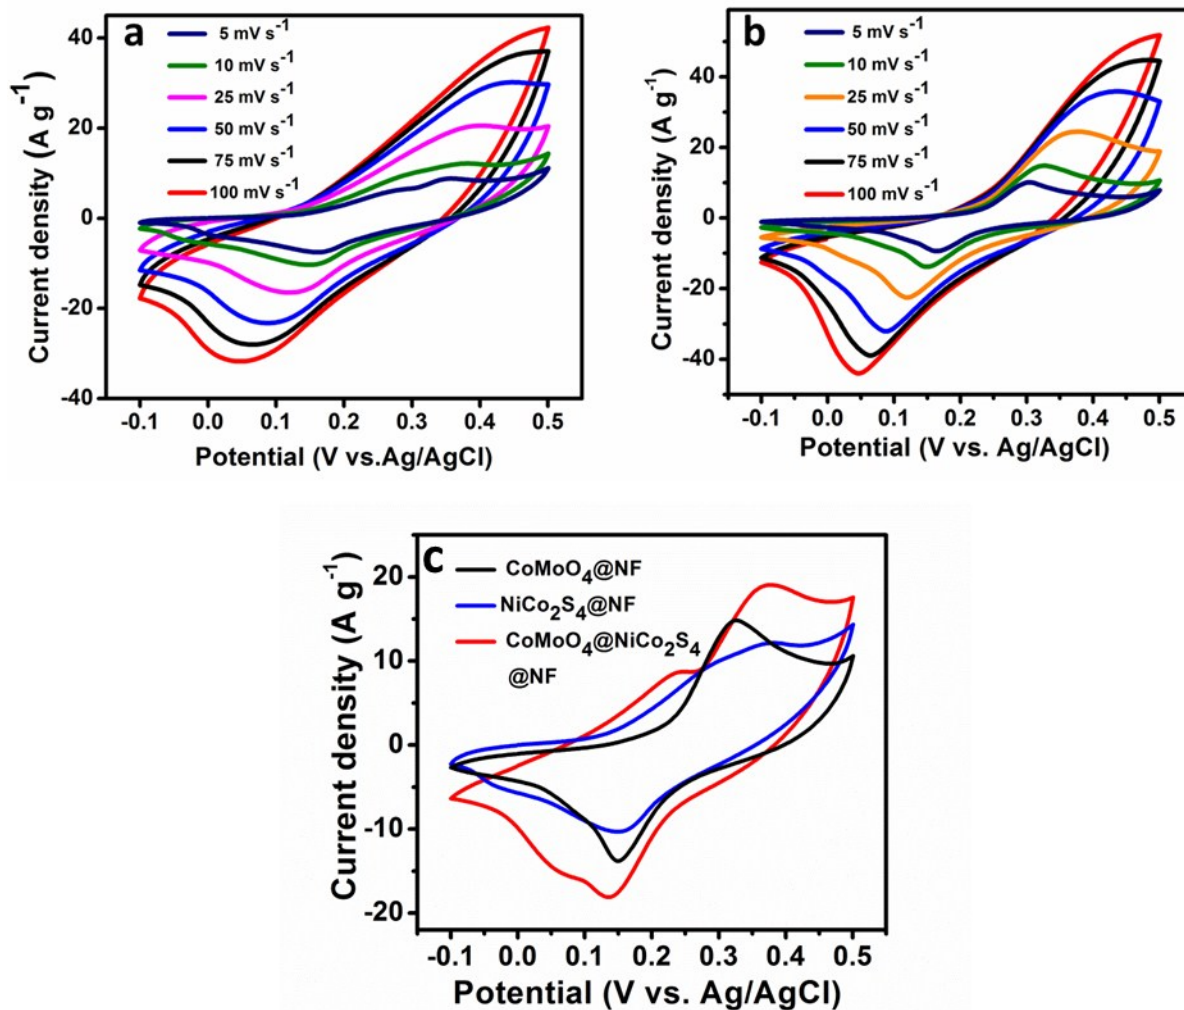 a
5 mV s⁻¹
10 mV s⁻¹
25 mV s⁻¹
50 mV s⁻¹
75 mV s⁻¹
100 mV s⁻¹
Current density (A g⁻¹)
40
20
0
-20
-40
-0.1 0.0 0.1 0.2 0.3 0.4 0.5
Potential (V vs.Ag/AgCl)
b
5 mV s⁻¹
10 mV s⁻¹
25 mV s⁻¹
50 mV s⁻¹
75 mV s⁻¹
100 mV s⁻¹
Current density (A g⁻¹)
40
20
0
-20
-40
-0.1 0.0 0.1 0.2 0.3 0.4 0.5
Potential (V vs. Ag/AgCl)
c
CoMoO₄@NF
NiCo₂S₄@NF
CoMoO₄@NiCo₂S₄
@NF
Current density (A g⁻¹)
20
10
0
-10
-20
-0.1 0.0 0.1 0.2 0.3 0.4 0.5
Potential (V vs. Ag/AgCl)